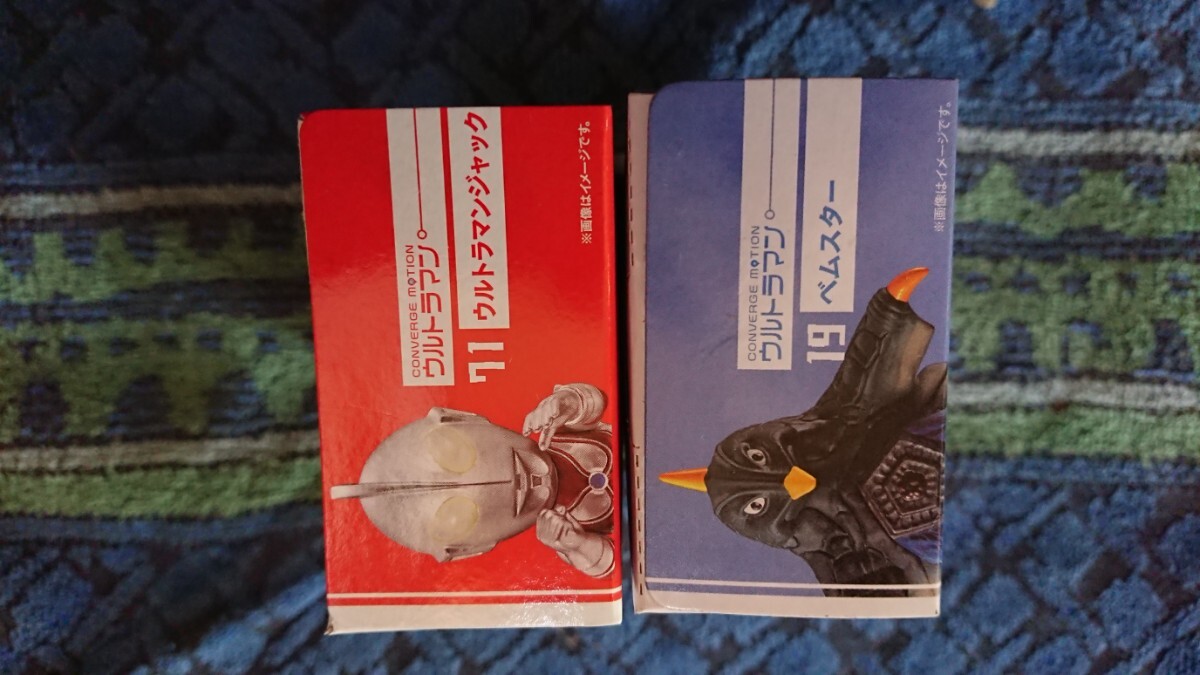 CONVERGE MOTION
ウルトラマン
11 ウルトラマンジャック
※画像はイメージです。
CONVERGE MOTION
ウルトラマン
19 ベムスター
※画像はイメージです。